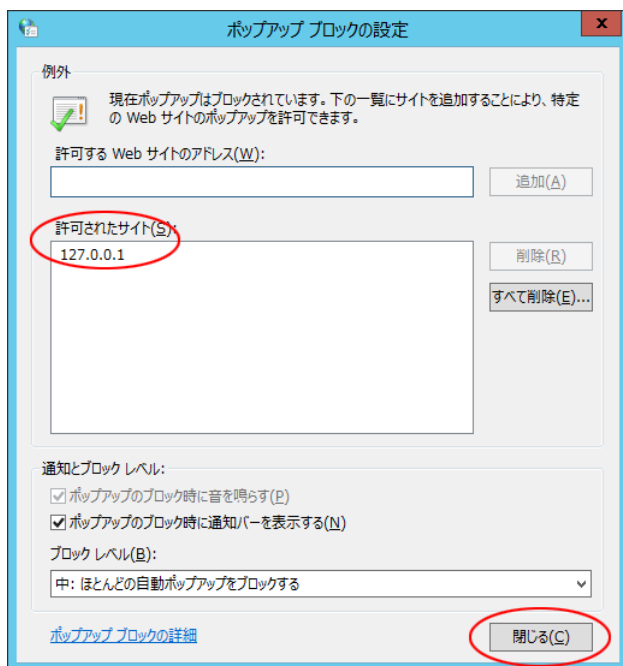 ポップアップ ブロックの設定
x
例外
現在ポップアップはブロックされています。下の一覧にサイトを追加することにより、特定
の Web サイトのポップアップを許可できます。
許可する Web サイトのアドレス(W):
追加(A)
許可されたサイト(S):
127.0.0.1
削除(R)
すべて削除(E)...
通知とブロック レベル:
ポップアップのブロック時に音を鳴らす(P)
ポップアップのブロック時に通知バーを表示する(N)
ブロック レベル(B):
中: ほとんどの自動ポップアップをブロックする
ポップアップ ブロックの詳細
閉じる(C)